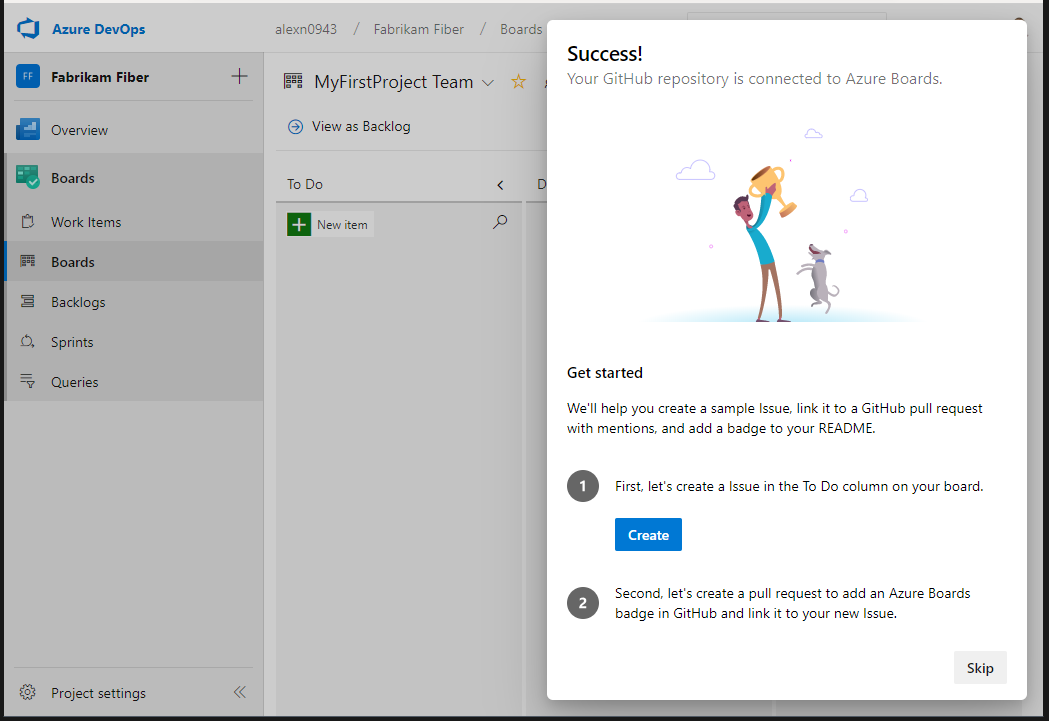 Azure DevOps
alexn0943 / Fabrikam Fiber / Boards
FF Fabrikam Fiber
Overview
Boards
Work Items
Boards
Backlogs
Sprints
Queries
Project settings
MyFirstProject Team
View as Backlog
To Do
D
New item
Success!
Your GitHub repository is connected to Azure Boards.
Get started
We'll help you create a sample Issue, link it to a GitHub pull request
with mentions, and add a badge to your README.
1 First, let's create a Issue in the To Do column on your board.
Create
2 Second, let's create a pull request to add an Azure Boards
badge in GitHub and link it to your new Issue.
Skip